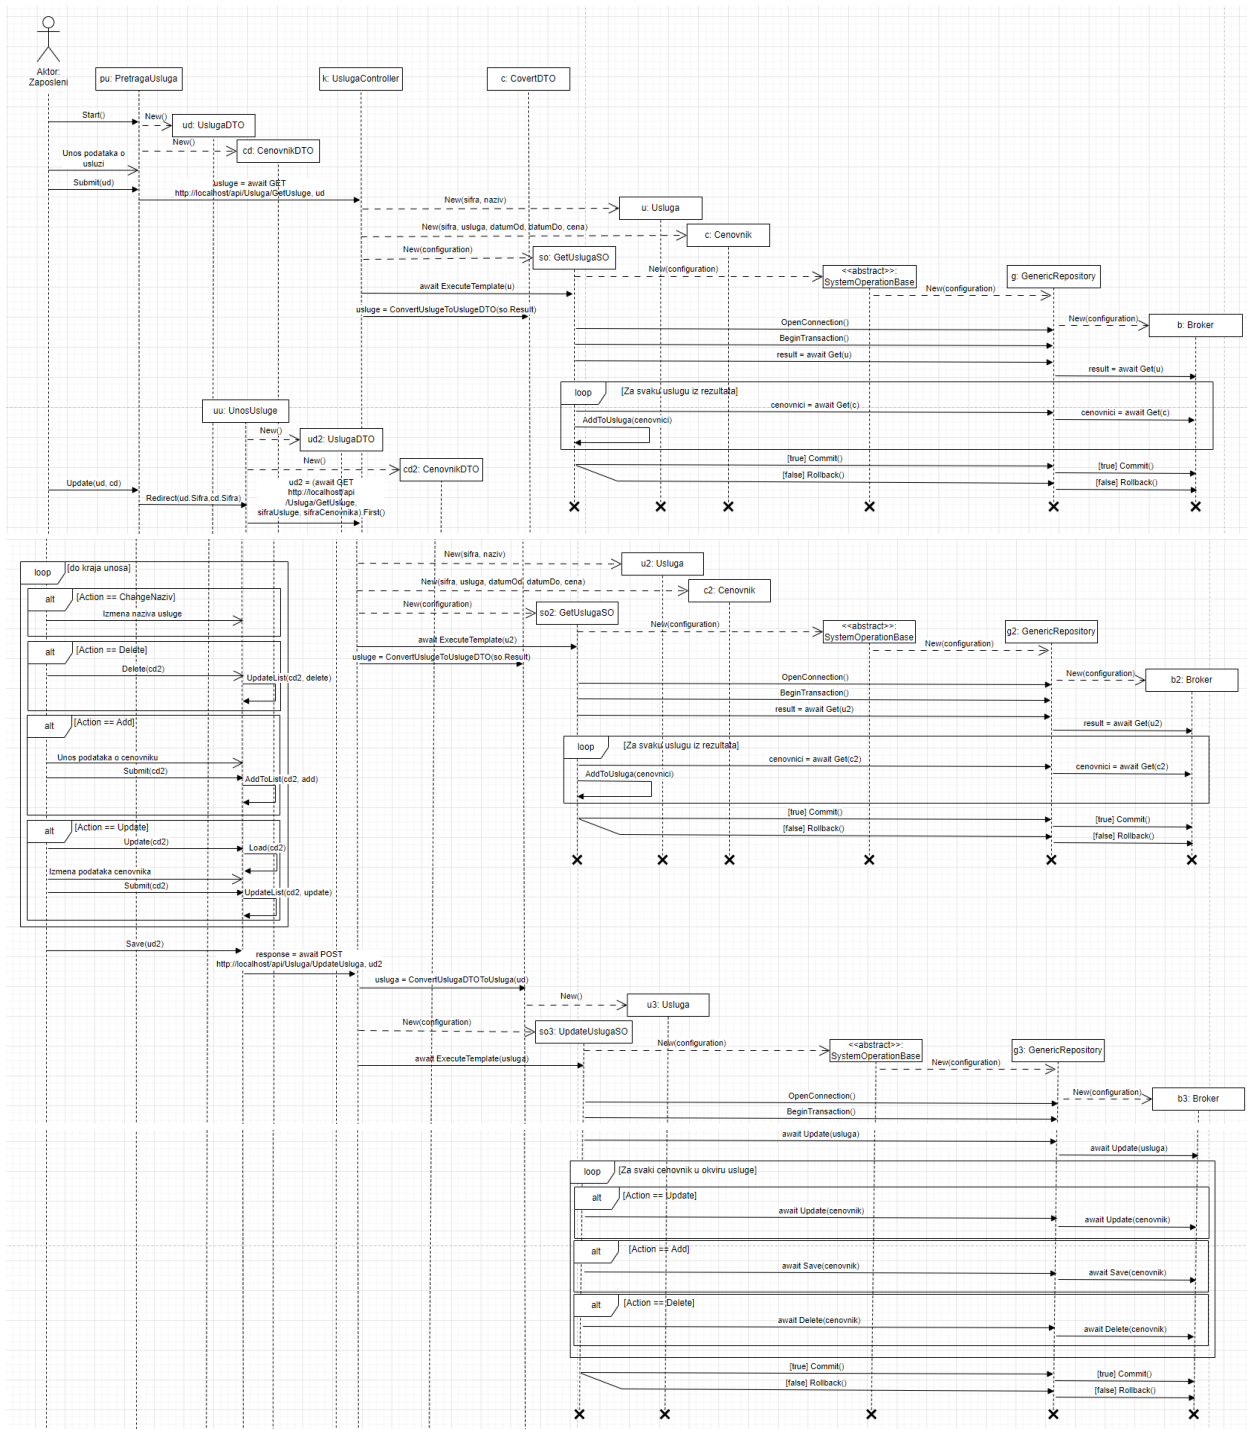 Aktor:
Zaposleni
pu: PretragaUsluga
k: UslugaController
c: CovertDTO
Start()
New()
ud: UslugaDTO
New()
cd: CenovnikDTO
Unos podataka o
usluzi
Submit(ud)
usluge = await GET
http://localhost/api/Usluga/GetUsluge, ud
New(sifra, naziv)
u: Usluga
New(sifra, usluga, datumOd, datumDo, cena)
c: Cenovnik
New(configuration)
so: GetUslugaSO
New(configuration)
<<abstract>>:
SystemOperationBase
g: GenericRepository
await ExecuteTemplate(u)
New(configuration)
usluge = ConvertUslugeToUslugeDTO(so.Result)
OpenConnection()
New(configuration)
b: Broker
BeginTransaction()
result = await Get(u)
result = await Get(u)
loop
[Za svaku uslugu iz rezultata]
cenovnici = await Get(c)
cenovnici = await Get(c)
AddToUsluga(cenovnici)
uu: UnosUsluge
New()
ud2: UslugaDTO
New()
cd2: CenovnikDTO
[true] Commit()
[true] Commit()
[false] Rollback()
[false] Rollback()
Update(ud, cd)
Redirect(ud.Sifra,cd.Sifra)
ud2 = (await GET
http://localhost/api
/Usluga/GetUsluge,
sifraUsluge, sifraCenovnika).First()
New(sifra, naziv)
u2: Usluga
loop
[do kraja unosa]
New(sifra, usluga, datumOd, datumDo, cena)
c2: Cenovnik
alt
[Action == ChangeNaziv]
New(configuration)
so2: GetUslugaSO
Izmena naziva usluge
New(configuration)
<<abstract>>:
SystemOperationBase
g2: GenericRepository
await ExecuteTemplate(u2)
New(configuration)
alt
[Action == Delete]
usluge = ConvertUslugeToUslugeDTO(so.Result)
Delete(cd2)
UpdateList(cd2, delete)
OpenConnection()
New(configuration)
b2: Broker
BeginTransaction()
result = await Get(u2)
result = await Get(u2)
alt
[Action == Add]
loop
[Za svaku uslugu iz rezultata]
Unos podataka o cenovniku
cenovnici = await Get(c2)
cenovnici = await Get(c2)
Submit(cd2)
AddToList(cd2, add)
AddToUsluga(cenovnici)
alt
[Action == Update]
[true] Commit()
[true] Commit()
[false] Rollback()
[false] Rollback()
Update(cd2)
Load(cd2)
Izmena podataka cenovnika
Submit(cd2)
UpdateList(cd2, update)
Save(ud2)
response = await POST
http://localhost/api/Usluga/UpdateUsluga, ud2
usluga = ConvertUslugaDTOToUsluga(ud)
New()
u3: Usluga
New(configuration)
so3: UpdateUslugaSO
New(configuration)
<<abstract>>:
SystemOperationBase
g3: GenericRepository
await ExecuteTemplate(usluga)
New(configuration)
OpenConnection()
New(configuration)
b3: Broker
BeginTransaction()
await Update(usluga)
await Update(usluga)
loop
[Za svaki cenovnik u okviru usluge]
alt
[Action == Update]
await Update(cenovnik)
await Update(cenovnik)
alt
[Action == Add]
await Save(cenovnik)
await Save(cenovnik)
alt
[Action == Delete]
await Delete(cenovnik)
await Delete(cenovnik)
[true] Commit()
[true] Commit()
[false] Rollback()
[false] Rollback()